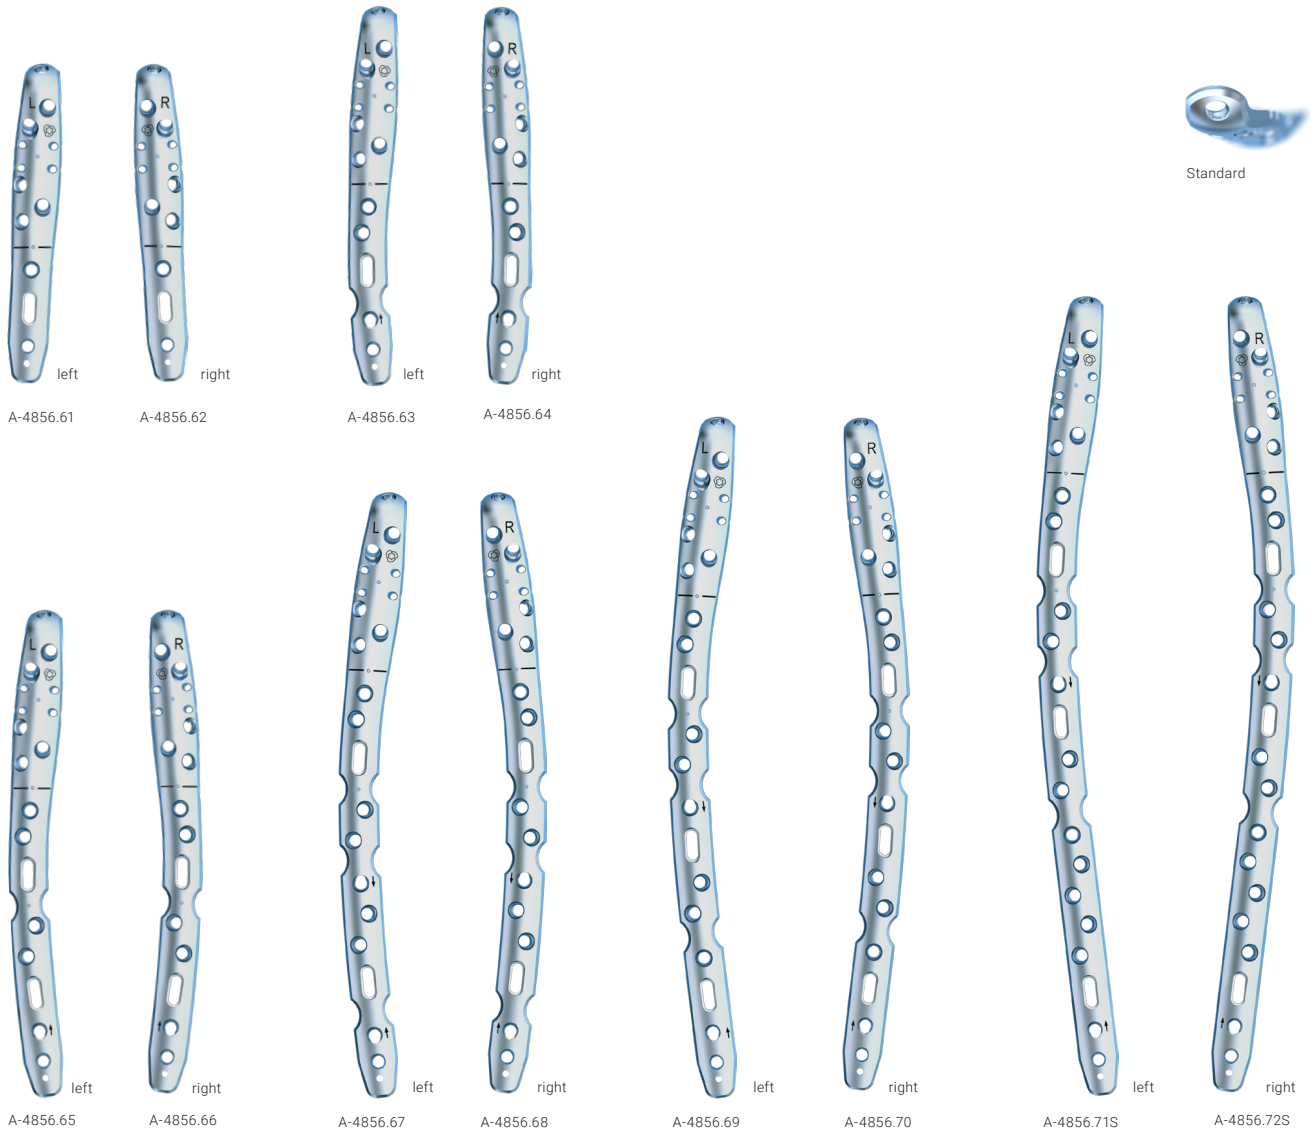 L
R
L
R
Standard
left
right
left
right
A-4856.61
A-4856.62
A-4856.63
A-4856.64
L
R
L
R
L
R
L
R
left
right
left
right
left
right
left
right
A-4856.65
A-4856.66
A-4856.67
A-4856.68
A-4856.69
A-4856.70
A-4856.71S
A-4856.72S